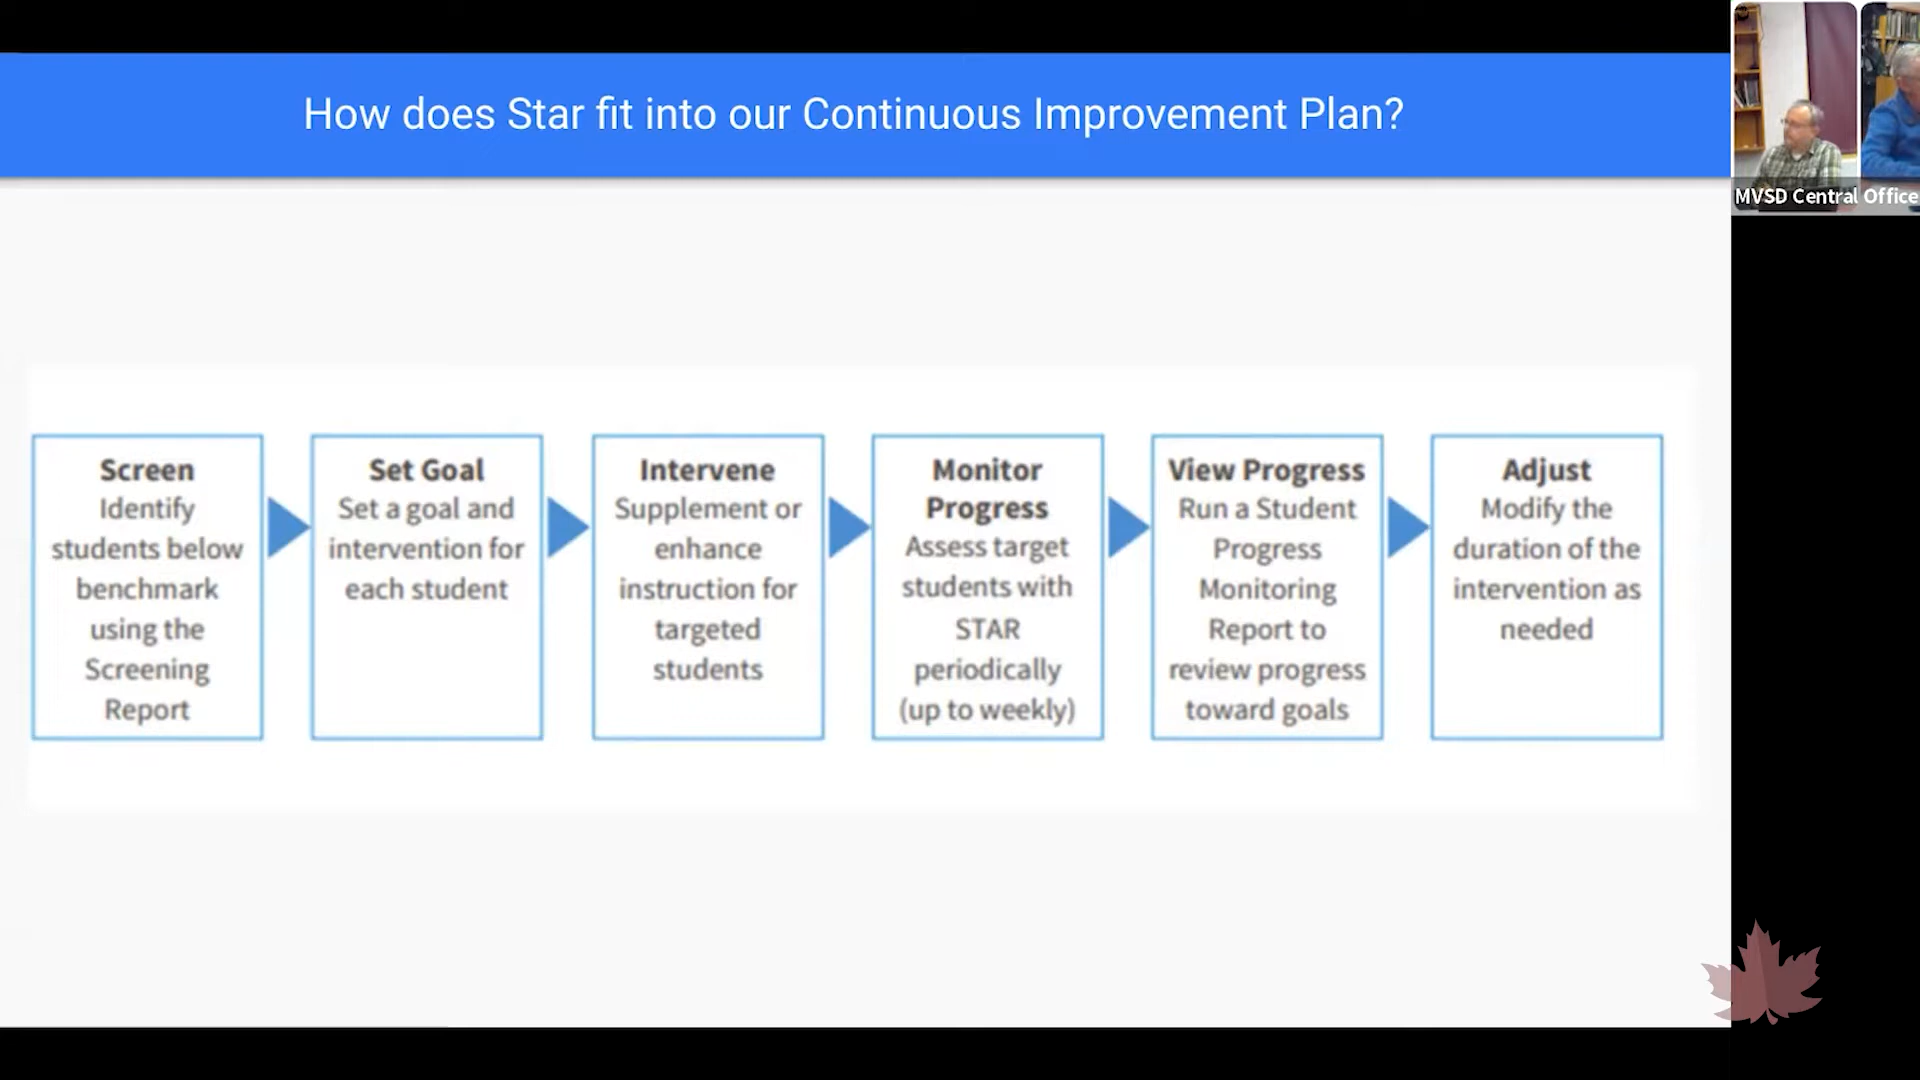 How does Star fit into our Continuous Improvement Plan?
MVSD Central Office
Screen
Identify
students below
benchmark
using the
Screening
Report
Set Goal
Set a goal and
intervention for
each student
Intervene
Supplement or
enhance
instruction for
targeted
students
Monitor
Progress
Assess target
students with
STAR
periodically
(up to weekly)
View Progress
Run a Student
Progress
Monitoring
Report to
review progress
toward goals
Adjust
Modify the
duration of the
intervention as
needed